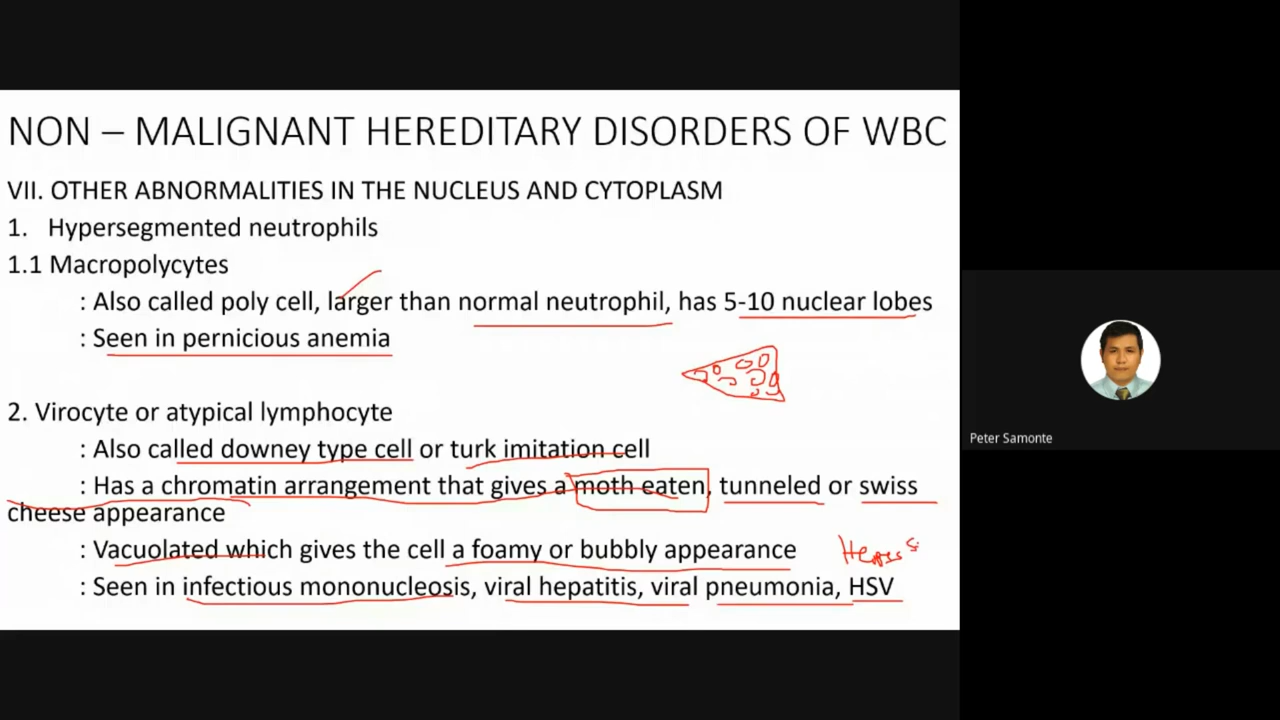 NON – MALIGNANT HEREDITARY DISORDERS OF WBC
VII. OTHER ABNORMALITIES IN THE NUCLEUS AND CYTOPLASM
1. Hypersegmented neutrophils
1.1 Macropolycytes
: Also called poly cell, larger than normal neutrophil, has 5-10 nuclear lobes
: Seen in pernicious anemia
2. Virocyte or atypical lymphocyte
: Also called downey type cell or turk imitation cell
: Has a chromatin arrangement that gives a moth eaten, tunneled or swiss
cheese appearance
: Vacuolated which gives the cell a foamy or bubbly appearance
: Seen in infectious mononucleosis, viral hepatitis, viral pneumonia, HSV
Peter Samonte